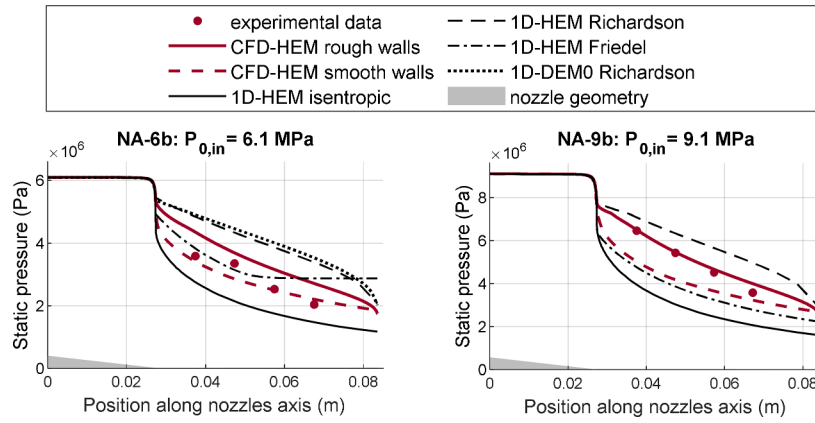 experimental data
CFD-HEM rough walls
CFD-HEM smooth walls
1D-HEM isentropic
1D-HEM Richardson
1D-HEM Friedel
1D-DEM0 Richardson
nozzle geometry
NA-6b: P0,in= 6.1 MPa
× 10^6
Static pressure (Pa)
6
4
2
0
0 0.02 0.04 0.06 0.08
Position along nozzles axis (m)
NA-9b: P0,in= 9.1 MPa
× 10^6
Static pressure (Pa)
8
6
4
2
0
0 0.02 0.04 0.06 0.08
Position along nozzles axis (m)